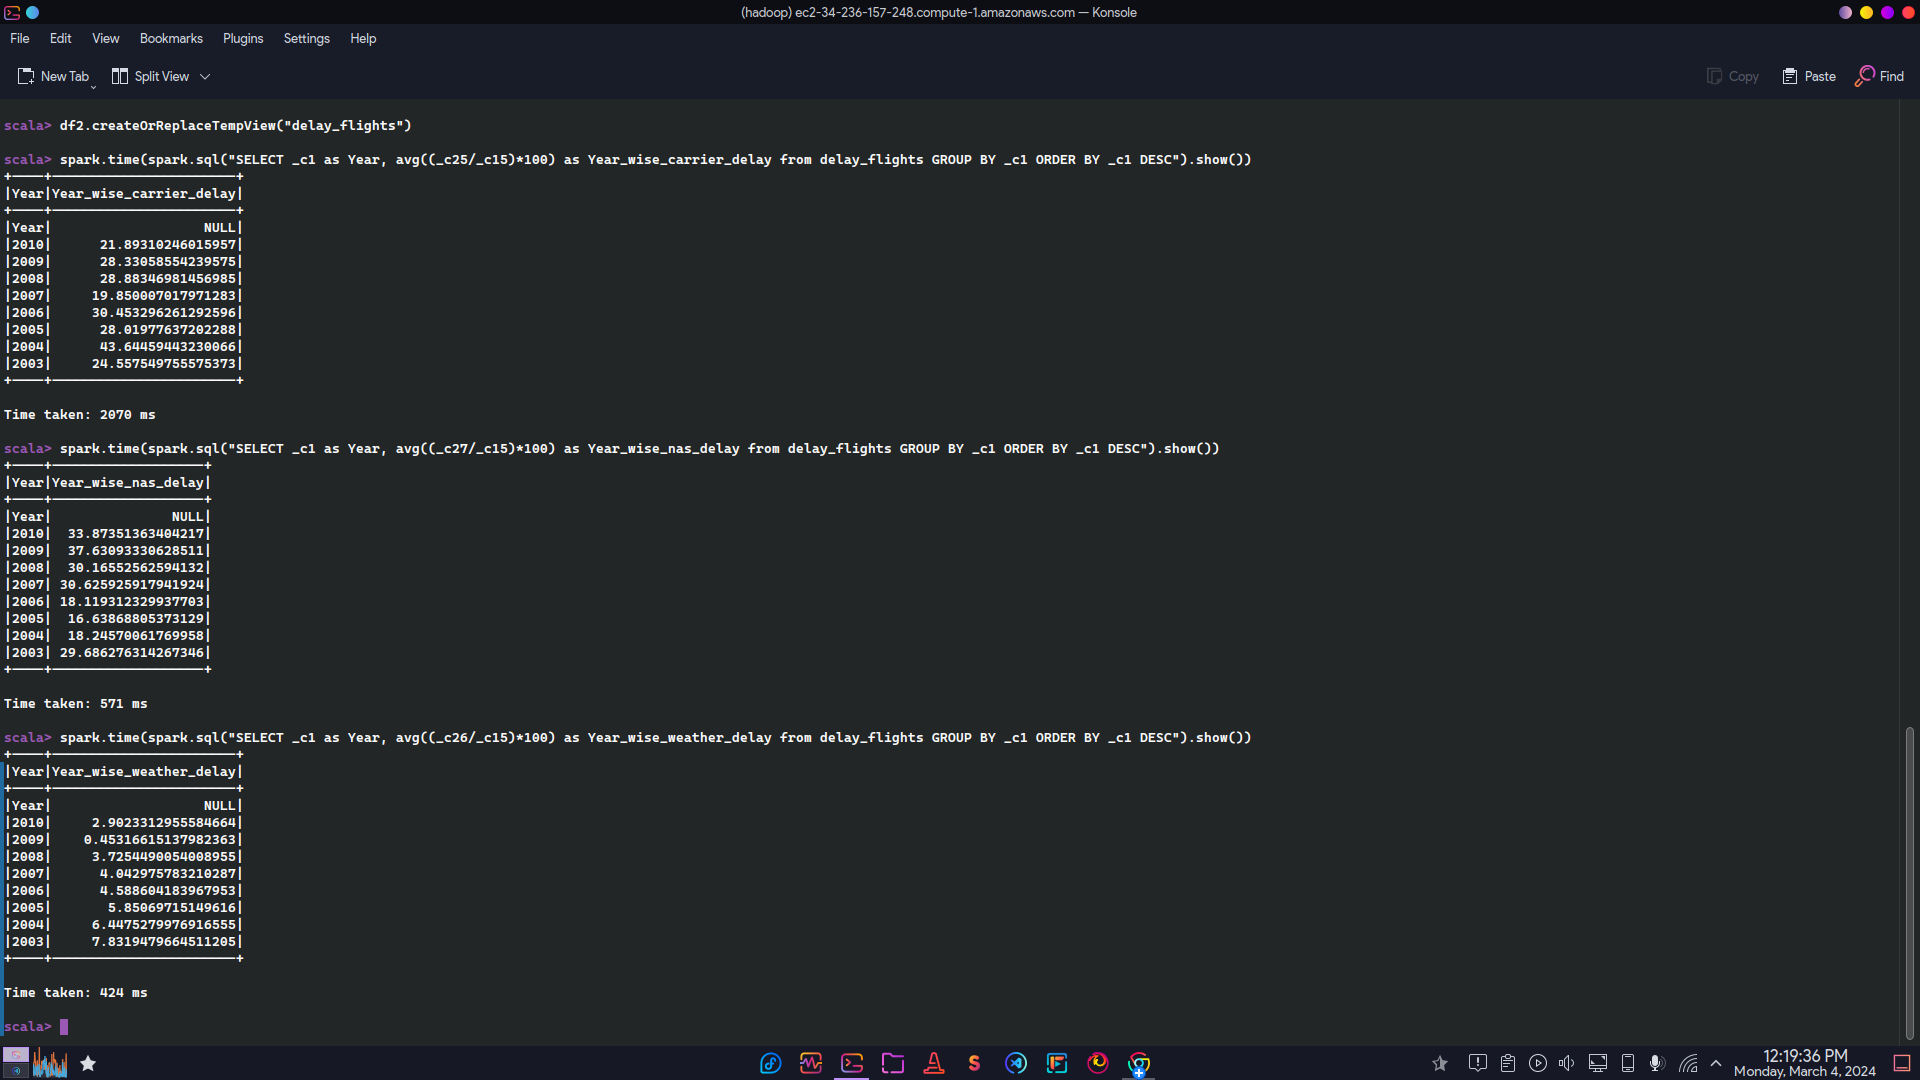 (hadoop) ec2-34-236-157-248.compute-1.amazonaws.com — Konsole
File Edit View Bookmarks Plugins Settings Help
New Tab Split View Copy Paste Find
scala> df2.createOrReplaceTempView("delay_flights")
scala> spark.time(spark.sql("SELECT _c1 as Year, avg((_c25/_c15)*100) as Year_wise_carrier_delay from delay_flights GROUP BY _c1 ORDER BY _c1 DESC").show())
+----+-----------------------+
|Year|Year_wise_carrier_delay|
+----+-----------------------+
|Year|                   NULL|
|2010|      21.89310246015957|
|2009|      28.33058554239575|
|2008|      28.88346981456985|
|2007|     19.850007017971283|
|2006|     30.453296261292596|
|2005|      28.01977637202288|
|2004|      43.64459443230066|
|2003|     24.557549755575373|
+----+-----------------------+
Time taken: 2070 ms
scala> spark.time(spark.sql("SELECT _c1 as Year, avg((_c27/_c15)*100) as Year_wise_nas_delay from delay_flights GROUP BY _c1 ORDER BY _c1 DESC").show())
+----+-------------------+
|Year|Year_wise_nas_delay|
+----+-------------------+
|Year|               NULL|
|2010|  33.87351363404217|
|2009|  37.63093330628511|
|2008|  30.16552562594132|
|2007| 30.625925917941924|
|2006| 18.119312329937703|
|2005|  16.63868805373129|
|2004|  18.24570061769958|
|2003| 29.686276314267346|
+----+-------------------+
Time taken: 571 ms
scala> spark.time(spark.sql("SELECT _c1 as Year, avg((_c26/_c15)*100) as Year_wise_weather_delay from delay_flights GROUP BY _c1 ORDER BY _c1 DESC").show())
+----+-----------------------+
|Year|Year_wise_weather_delay|
+----+-----------------------+
|Year|                   NULL|
|2010|     2.9023312955584664|
|2009|    0.45316615137982363|
|2008|     3.7254490054008955|
|2007|      4.042975783210287|
|2006|      4.588604183967953|
|2005|       5.85069715149616|
|2004|     6.4475279976916555|
|2003|     7.8319479664511205|
+----+-----------------------+
Time taken: 424 ms
scala>
12:19:36 PM
Monday, March 4, 2024